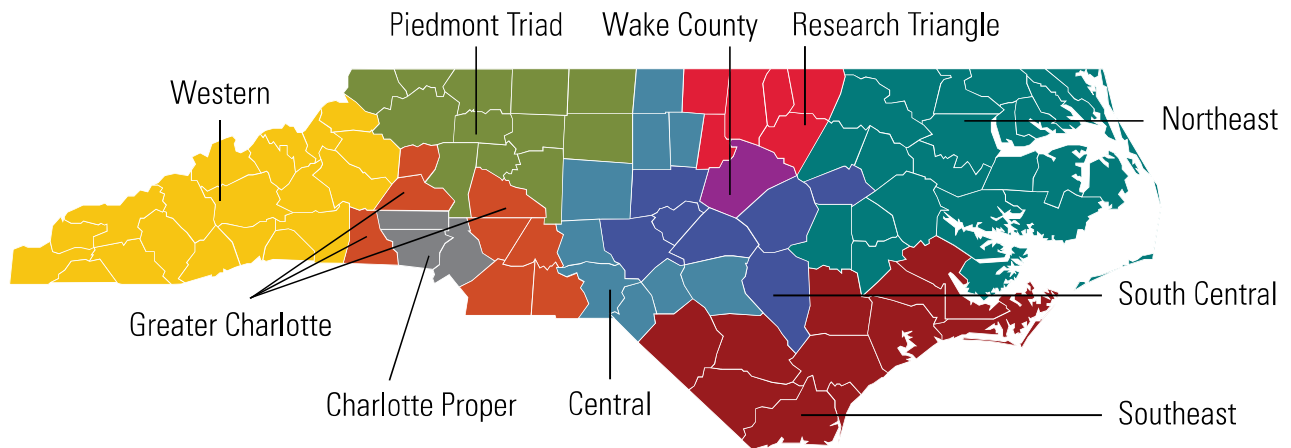 Piedmont Triad
Wake County
Research Triangle
Western
Northeast
Greater Charlotte
South Central
Charlotte Proper
Central
Southeast